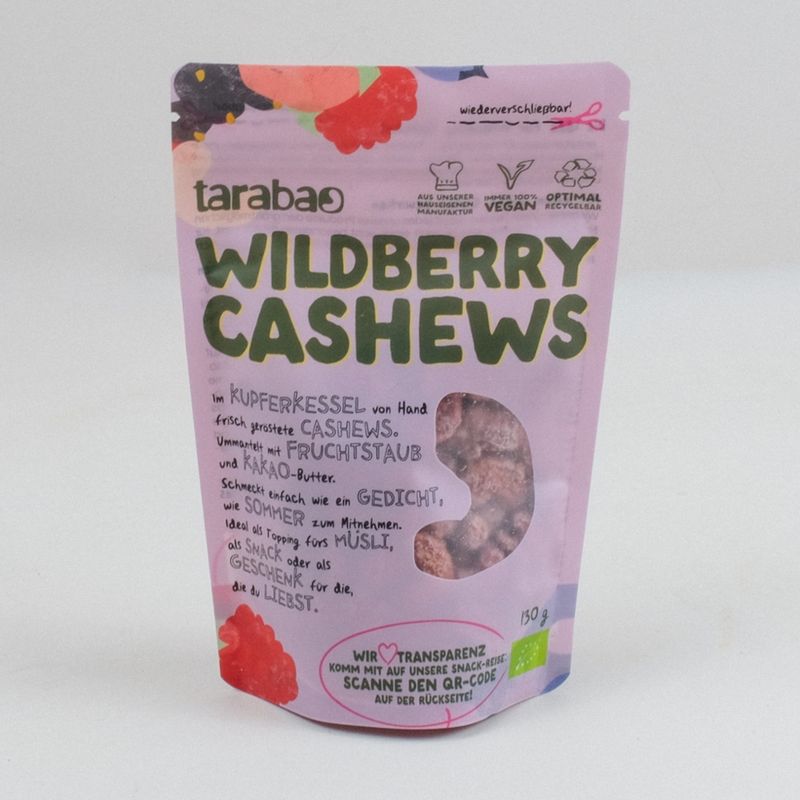 wiederverschließbar!
tarabao
AUS UNSERER
HAUSEIGENEN
MANUFAKTUR
IMMER 100%
VEGAN
OPTIMAL
RECYCELBAR
WILDBERRY
CASHEWS
Im KUPFERKESSEL von Hand
frisch geröstete CASHEWS.
Ummantelt mit FRUCHTSTAUB
und KAKAO-Butter.
Schmeckt einfach wie ein GEDICHT,
wie SOMMER zum Mitnehmen.
Ideal als Topping fürs MÜSLI,
als SNACK oder als
GESCHENK für die,
die du LIEBST.
130 g
WIR TRANSPARENZ
KOMM MIT AUF UNSERE SNACK-REISE:
SCANNE DEN QR-CODE
AUF DER RÜCKSEITE!